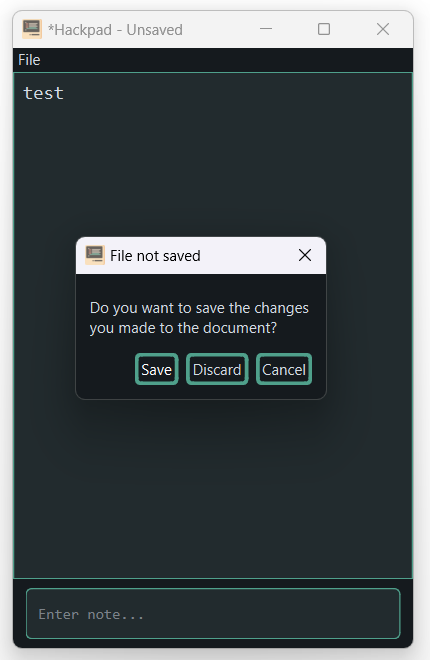 *Hackpad - Unsaved
File
test
File not saved
Do you want to save the changes
you made to the document?
Save Discard Cancel
Enter note...